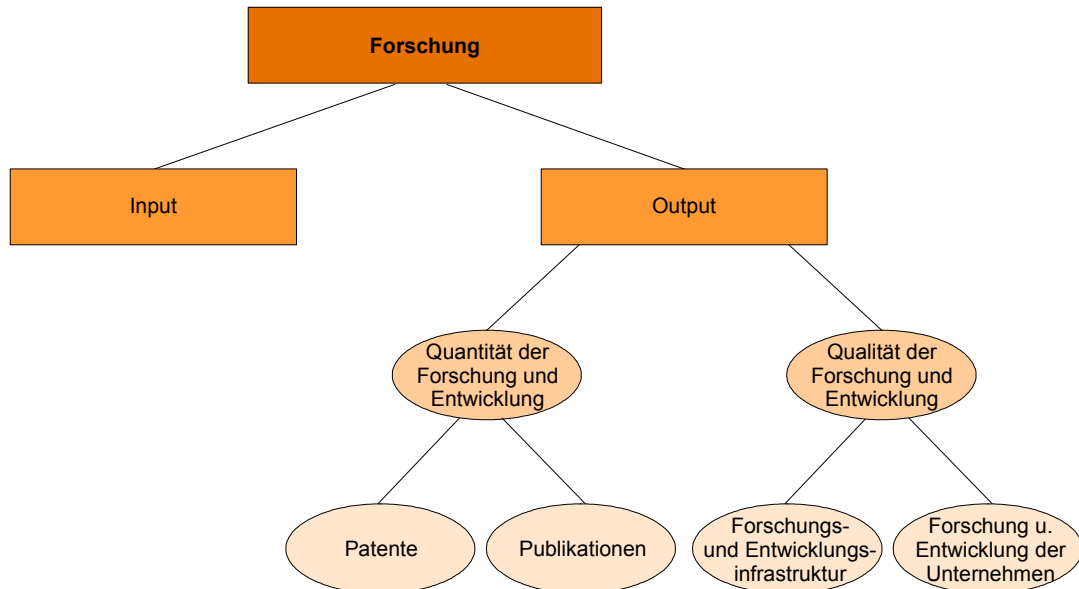 Forschung
Input
Output
Quantität der
Forschung und
Entwicklung
Qualität der
Forschung und
Entwicklung
Patente
Publikationen
Forschungs-
und Entwicklungs-
infrastruktur
Forschung u.
Entwicklung der
Unternehmen